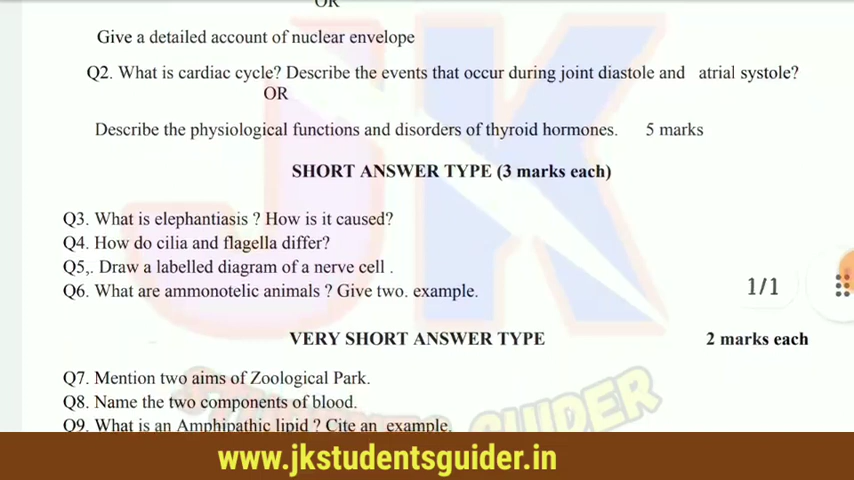 OR
Give a detailed account of nuclear envelope
Q2. What is cardiac cycle? Describe the events that occur during joint diastole and atrial systole?
OR
Describe the physiological functions and disorders of thyroid hormones. 5 marks
SHORT ANSWER TYPE (3 marks each)
Q3. What is elephantiasis ? How is it caused?
Q4. How do cilia and flagella differ?
Q5,. Draw a labelled diagram of a nerve cell .
Q6. What are ammonotelic animals ? Give two. example.
1/1
VERY SHORT ANSWER TYPE 2 marks each
Q7. Mention two aims of Zoological Park.
Q8. Name the two components of blood.
Q9. What is an Amphipathic lipid ? Cite an example.
JK
STUDENTS GUIDER
www.jkstudentsguider.in